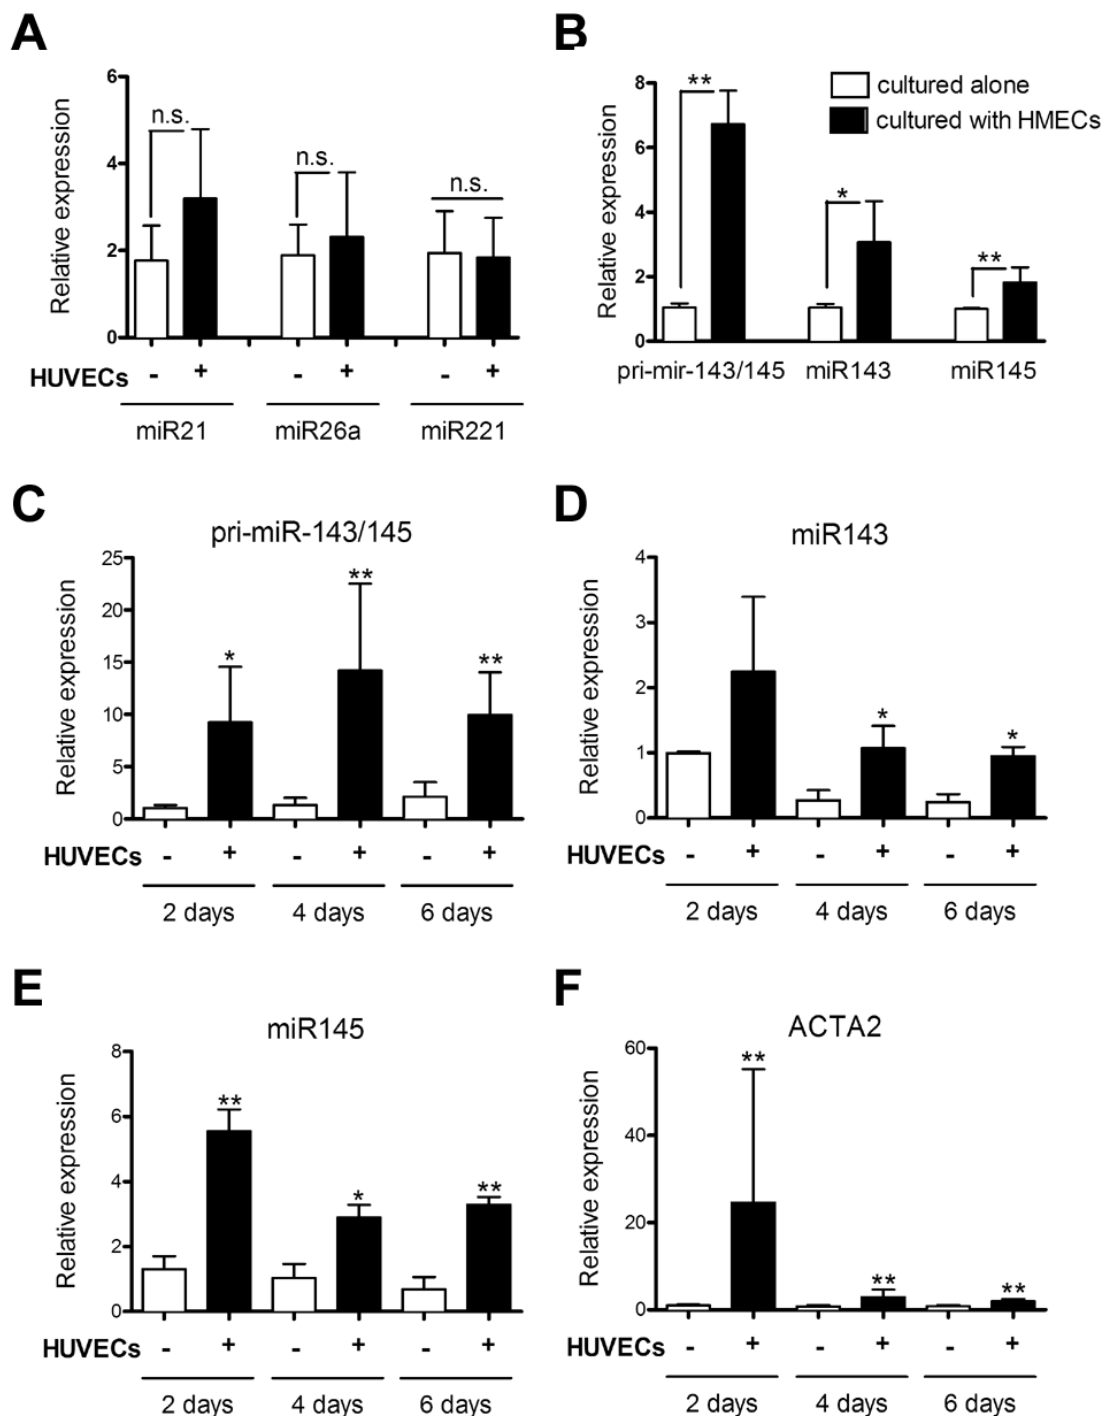 A
6
4
2
0
Relative expression
n.s.
n.s.
n.s.
HUVECs - + - + - +
miR21 miR26a miR221
B
8
6
4
2
0
Relative expression
cultured alone
cultured with HMECs
**
*
**
pri-mir-143/145 miR143 miR145
C
pri-miR-143/145
25
20
15
10
5
0
Relative expression
*
**
**
HUVECs - + - + - +
2 days 4 days 6 days
D
miR143
4
3
2
1
0
Relative expression
*
*
HUVECs - + - + - +
2 days 4 days 6 days
E
miR145
8
6
4
2
0
Relative expression
**
*
**
HUVECs - + - + - +
2 days 4 days 6 days
F
ACTA2
60
40
20
0
Relative expression
**
**
**
HUVECs - + - + - +
2 days 4 days 6 days